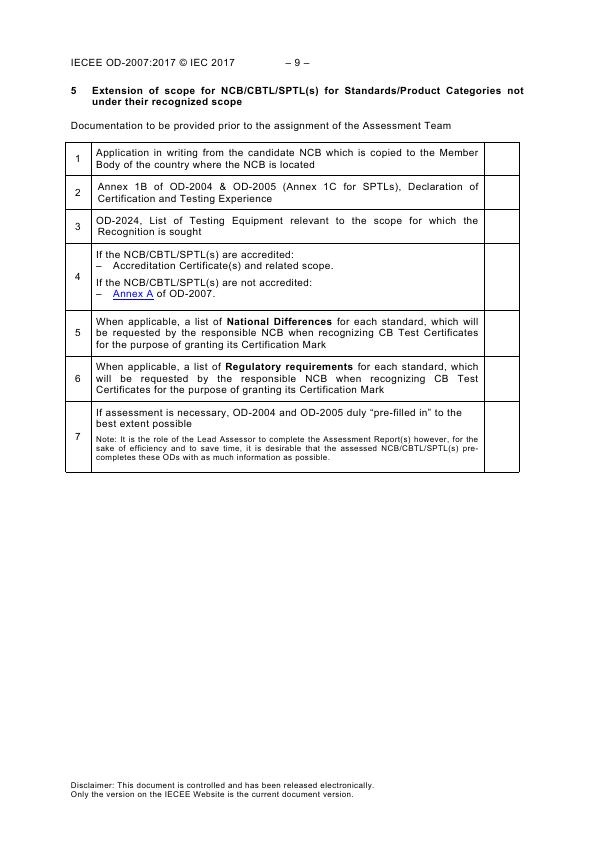 IECEE OD-2007:2017 © IEC 2017 – 9 –
5 Extension of scope for NCB/CBTL/SPTL(s) for Standards/Product Categories not
under their recognized scope
Documentation to be provided prior to the assignment of the Assessment Team
1 Application in writing from the candidate NCB which is copied to the Member
Body of the country where the NCB is located
2 Annex 1B of OD-2004 & OD-2005 (Annex 1C for SPTLs), Declaration of
Certification and Testing Experience
3 OD-2024, List of Testing Equipment relevant to the scope for which the
Recognition is sought
4 If the NCB/CBTL/SPTL(s) are accredited:
– Accreditation Certificate(s) and related scope.
If the NCB/CBTL/SPTL(s) are not accredited:
– Annex A of OD-2007.
5 When applicable, a list of National Differences for each standard, which will
be requested by the responsible NCB when recognizing CB Test Certificates
for the purpose of granting its Certification Mark
6 When applicable, a list of Regulatory requirements for each standard, which
will be requested by the responsible NCB when recognizing CB Test
Certificates for the purpose of granting its Certification Mark
7 If assessment is necessary, OD-2004 and OD-2005 duly “pre-filled in” to the
best extent possible
Note: It is the role of the Lead Assessor to complete the Assessment Report(s) however, for the
sake of efficiency and to save time, it is desirable that the assessed NCB/CBTL/SPTL(s) pre-
completes these ODs with as much information as possible.
Disclaimer: This document is controlled and has been released electronically.
Only the version on the IECEE Website is the current document version.